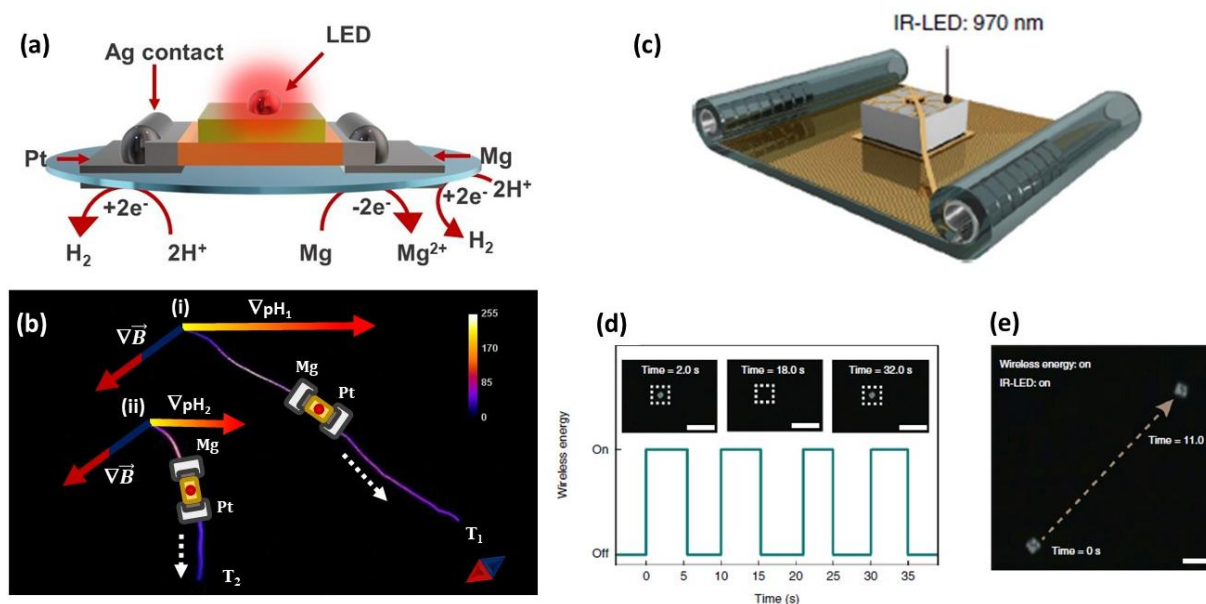 (a)
Ag contact
LED
Pt
Mg
+2e-
-2e-
+2e-
2H+
H2
2H+
Mg
Mg2+
H2
(c)
IR-LED: 970 nm
(b)
(i)
∇pH1
∇B⃗
Mg
Pt
255
170
85
0
(ii)
∇pH2
∇B⃗
Mg
Pt
T1
T2
(d)
Time = 2.0 s
Time = 18.0 s
Time = 32.0 s
Wireless energy
On
Off
0 5 10 15 20 25 30 35
Time (s)
(e)
Wireless energy: on
IR-LED: on
Time = 11.0
Time = 0 s